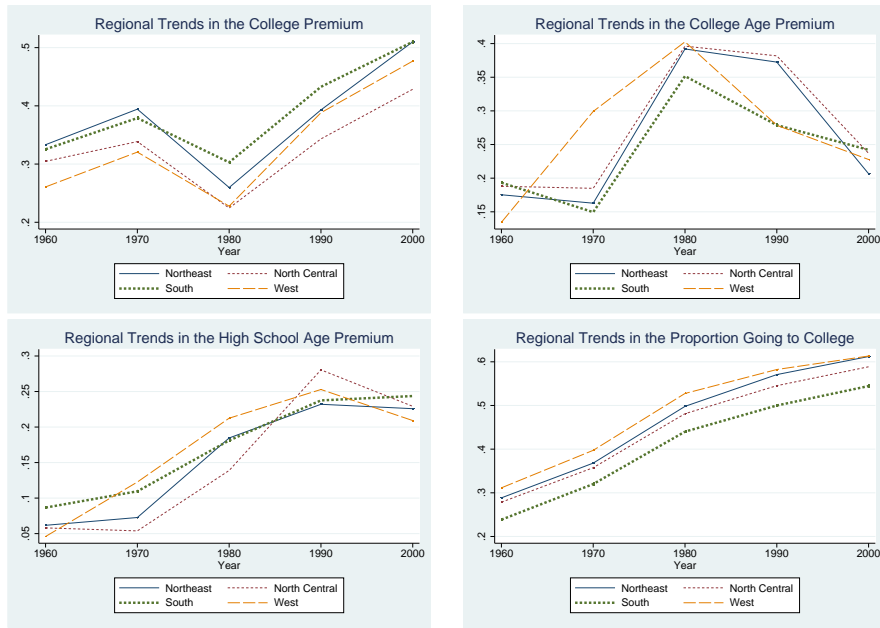 Regional Trends in the College Premium
.5
.4
.3
.2
1960 1970 1980 1990 2000
Year
Northeast North Central
South West
Regional Trends in the College Age Premium
.4
.35
.3
.25
.2
.15
1960 1970 1980 1990 2000
Year
Northeast North Central
South West
Regional Trends in the High School Age Premium
.3
.25
.2
.15
.1
.05
1960 1970 1980 1990 2000
Year
Northeast North Central
South West
Regional Trends in the Proportion Going to College
.6
.5
.4
.3
.2
1960 1970 1980 1990 2000
Year
Northeast North Central
South West